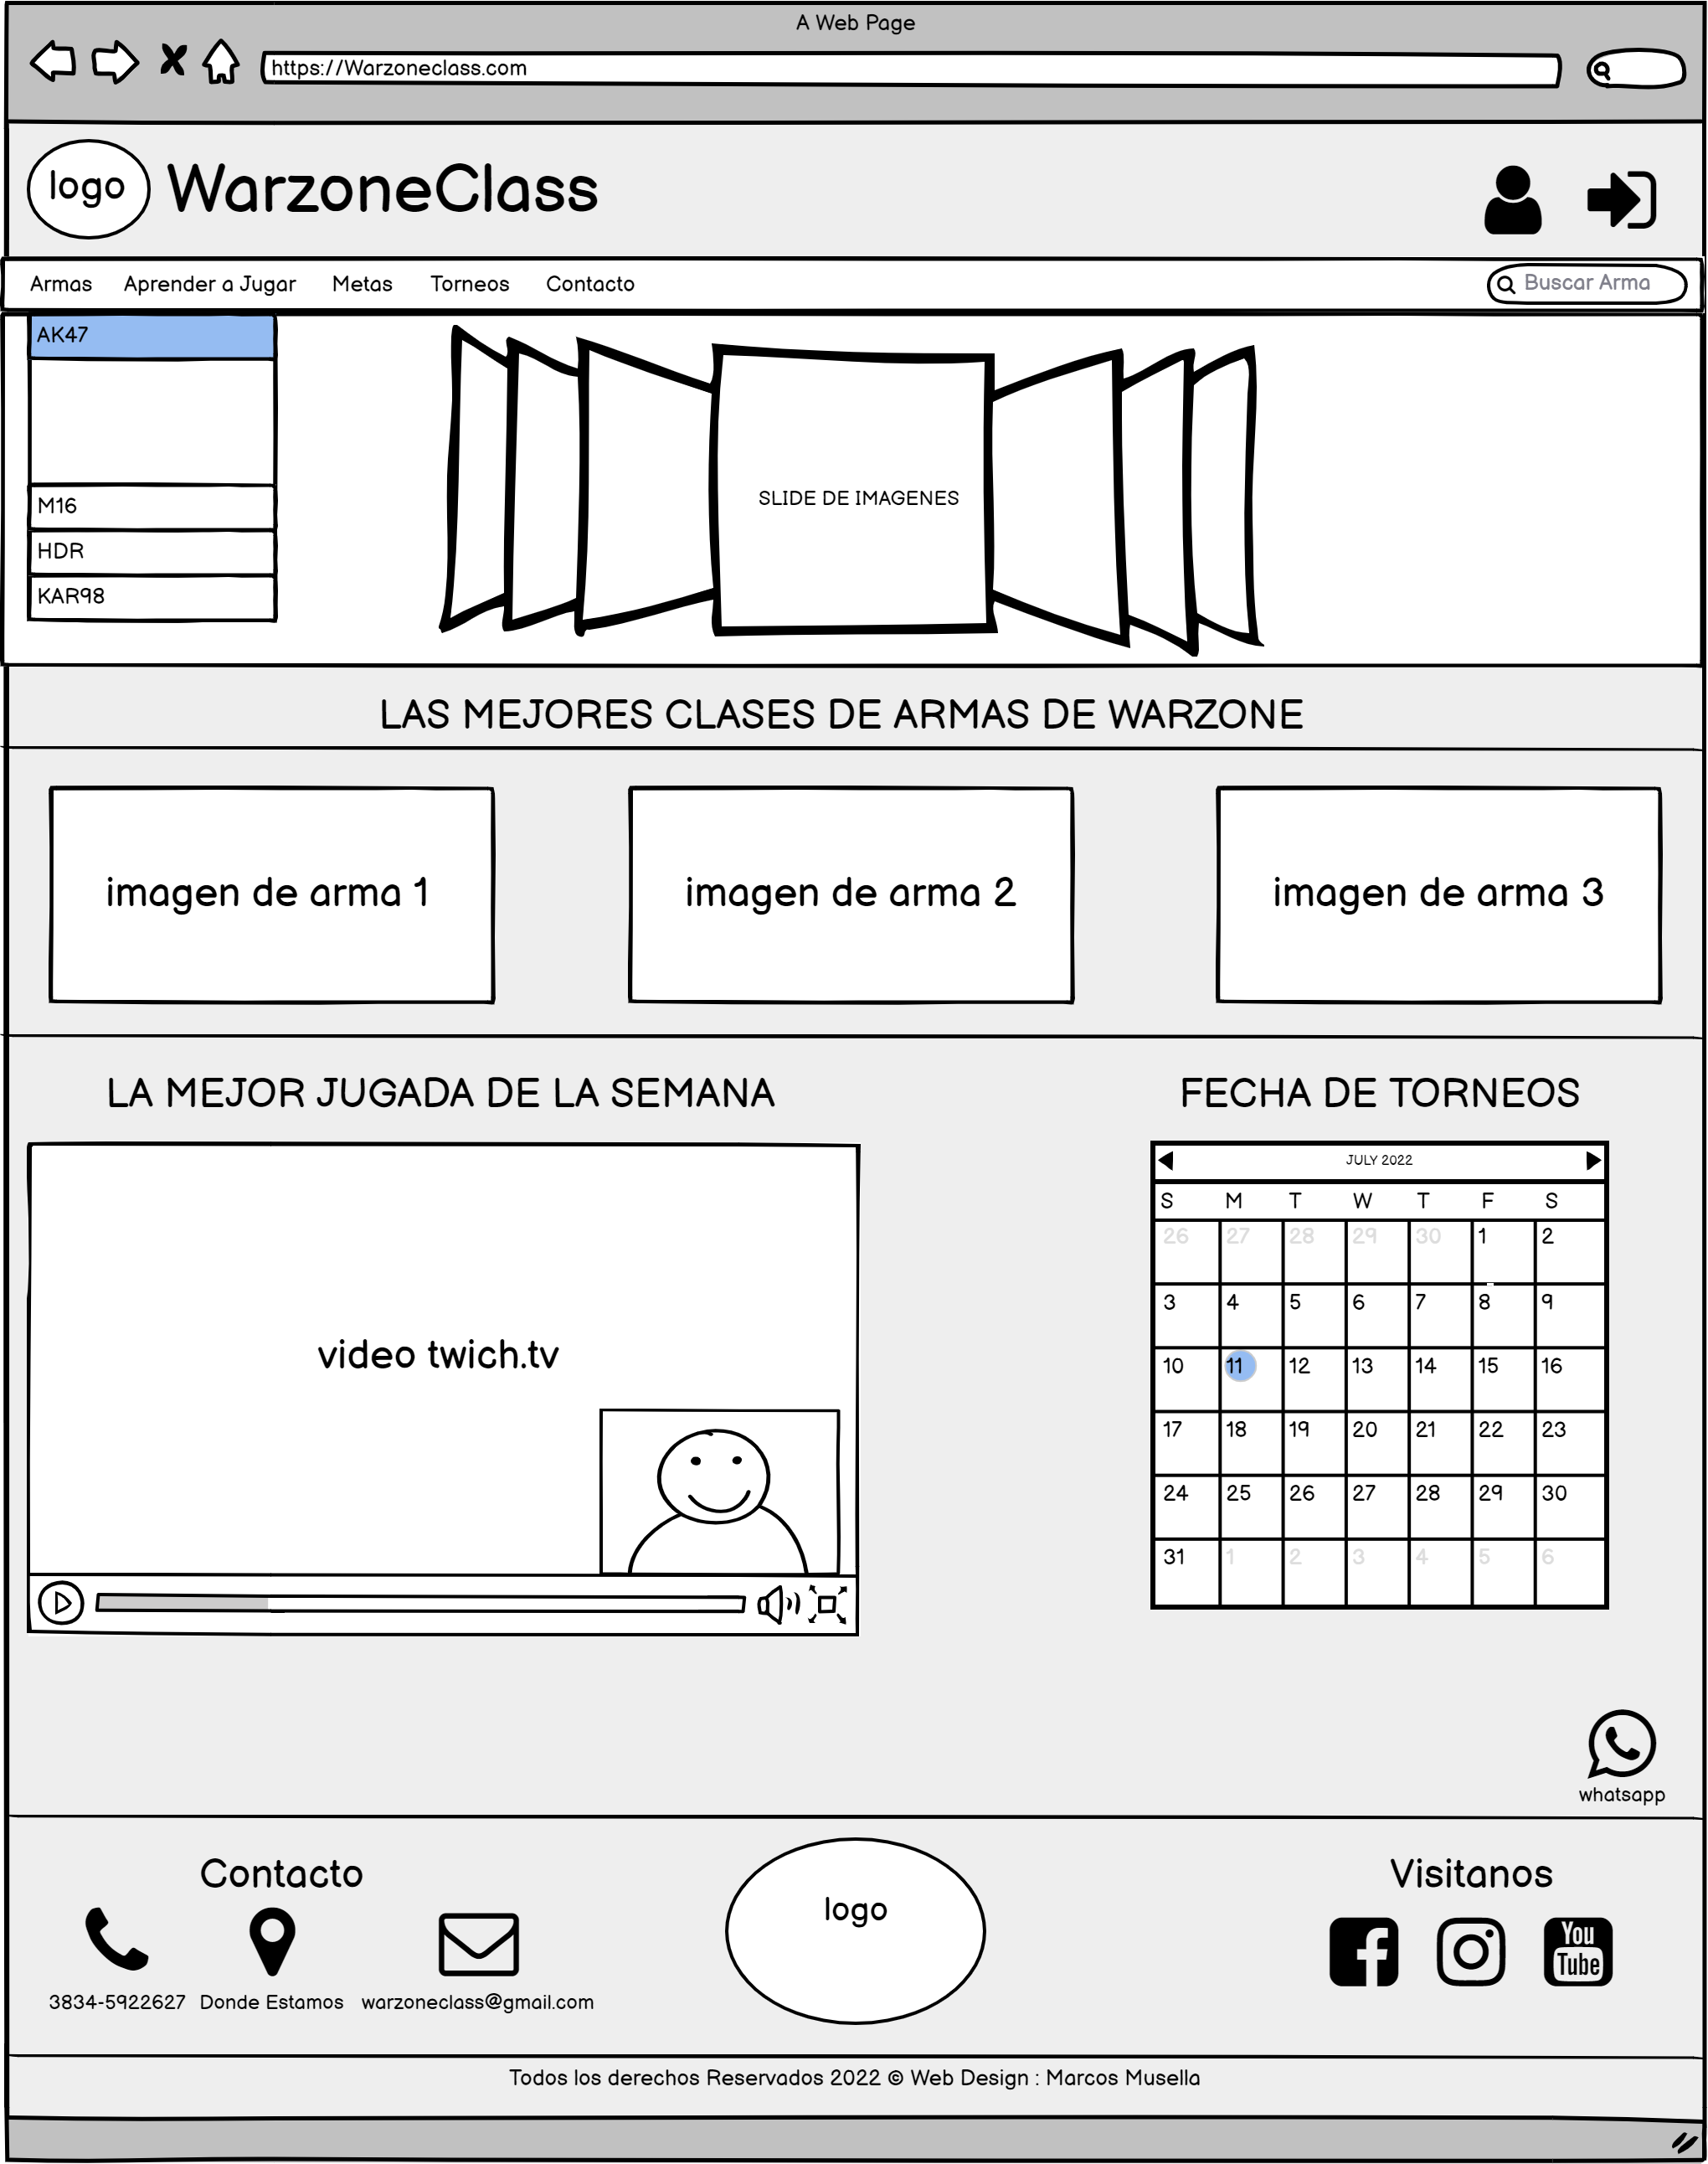 A Web Page
https://Warzoneclass.com
logo
WarzoneClass
Armas Aprender a Jugar Metas Torneos Contacto Buscar Arma
AK47
M16
HDR
KAR98
SLIDE DE IMAGENES
LAS MEJORES CLASES DE ARMAS DE WARZONE
imagen de arma 1
imagen de arma 2
imagen de arma 3
LA MEJOR JUGADA DE LA SEMANA
video twich.tv
FECHA DE TORNEOS
JULY 2022
S M T W T F S
26 27 28 29 30 1 2
3 4 5 6 7 8 9
10 11 12 13 14 15 16
17 18 19 20 21 22 23
24 25 26 27 28 29 30
31 1 2 3 4 5 6
whatsapp
Contacto
3834-5922627 Donde Estamos warzoneclass@gmail.com
logo
Visitanos
You
Tube
Todos los derechos Reservados 2022 © Web Design : Marcos Musella